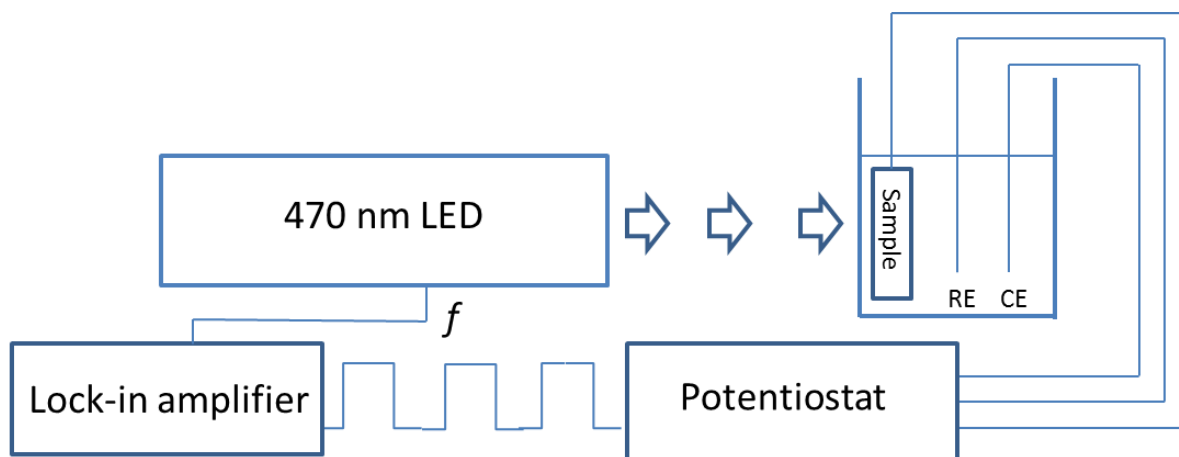 470 nm LED
Sample
RE CE
f
Lock-in amplifier
Potentiostat